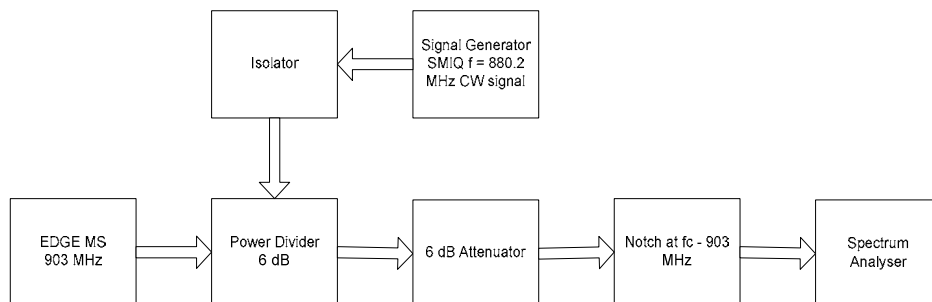 Isolator
Signal Generator
SMIQ f = 880.2
MHz CW signal
EDGE MS
903 MHz
Power Divider
6 dB
6 dB Attenuator
Notch at fc - 903
MHz
Spectrum
Analyser